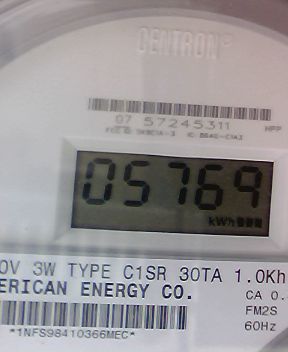 CENTRON®
07 57245311
05769
kWh
0V 3W TYPE C1SR 30TA 1.0Kh
ERICAN ENERGY CO.
CA 0.
FM2S
60Hz
*1NFS98410366MEC*